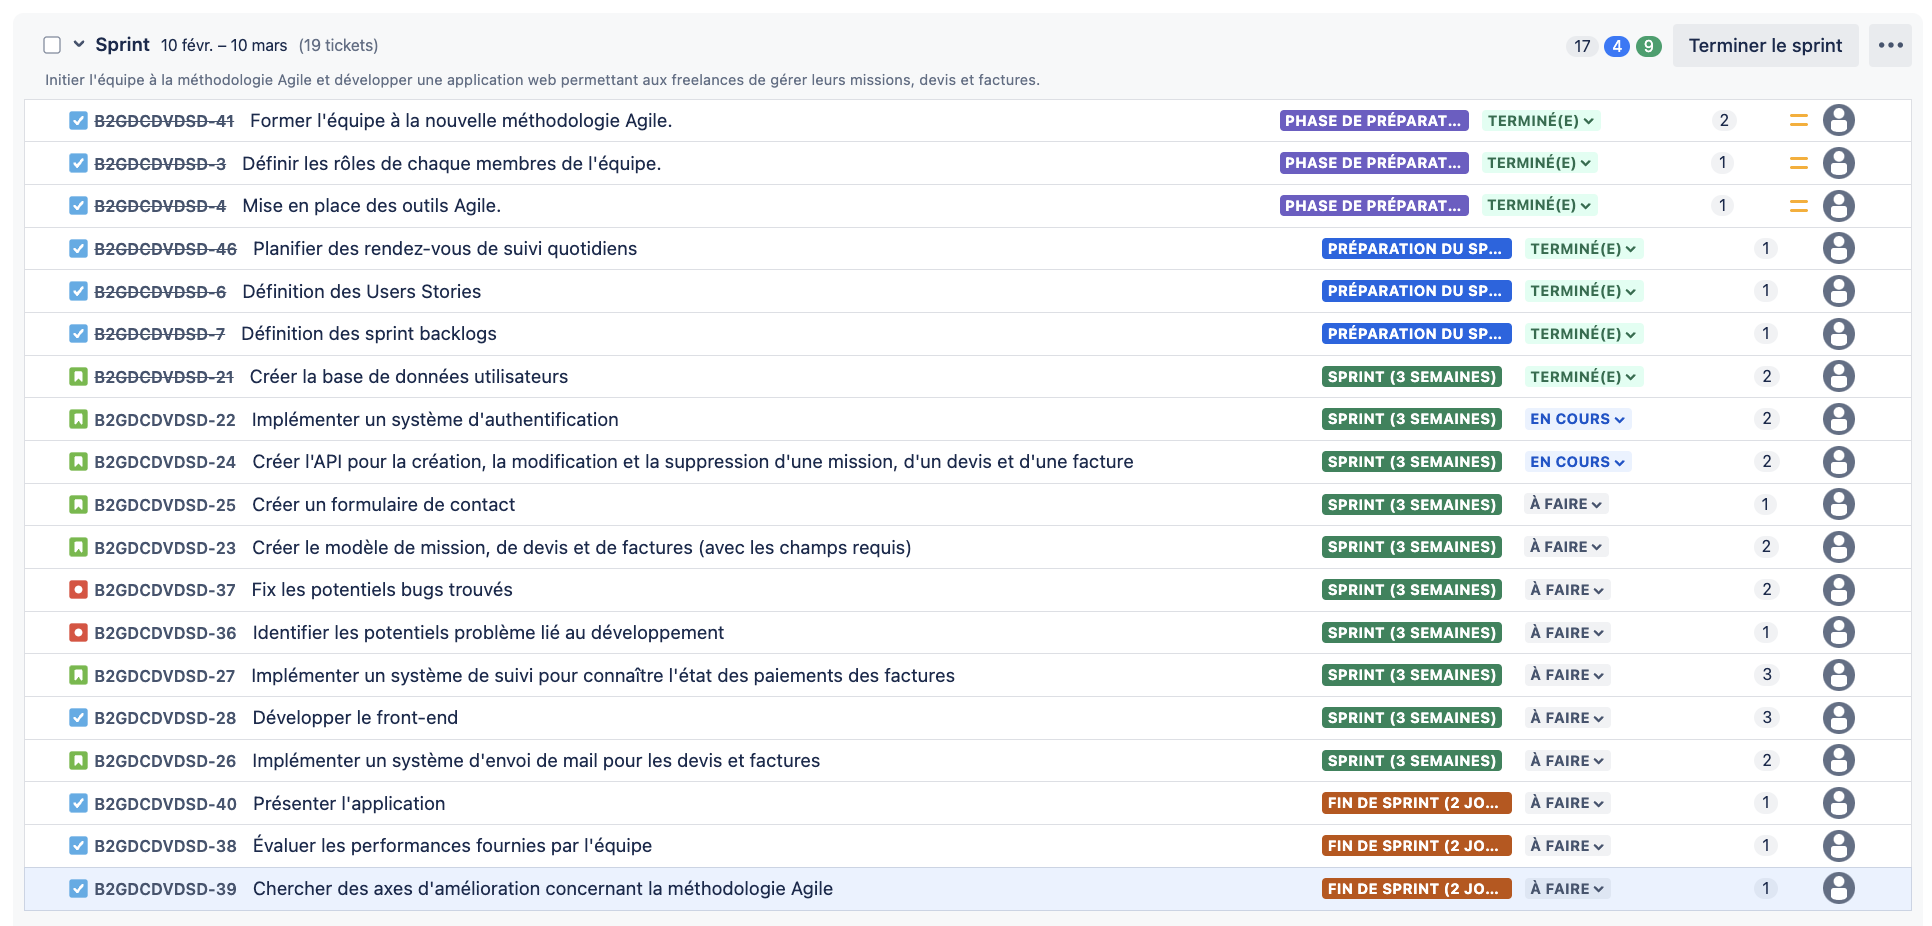 Sprint 10 févr. – 10 mars (19 tickets) 17 4 9 Terminer le sprint
Initier l'équipe à la méthodologie Agile et développer une application web permettant aux freelances de gérer leurs missions, devis et factures.
B2GDCDVDSD-41 Former l'équipe à la nouvelle méthodologie Agile. PHASE DE PRÉPARAT... TERMINÉ(E) 2
B2GDCDVDSD-3 Définir les rôles de chaque membres de l'équipe. PHASE DE PRÉPARAT... TERMINÉ(E) 1
B2GDCDVDSD-4 Mise en place des outils Agile. PHASE DE PRÉPARAT... TERMINÉ(E) 1
B2GDCDVDSD-46 Planifier des rendez-vous de suivi quotidiens PRÉPARATION DU SP... TERMINÉ(E) 1
B2GDCDVDSD-6 Définition des Users Stories PRÉPARATION DU SP... TERMINÉ(E) 1
B2GDCDVDSD-7 Définition des sprint backlogs PRÉPARATION DU SP... TERMINÉ(E) 1
B2GDCDVDSD-21 Créer la base de données utilisateurs SPRINT (3 SEMAINES) TERMINÉ(E) 2
B2GDCDVDSD-22 Implémenter un système d'authentification SPRINT (3 SEMAINES) EN COURS 2
B2GDCDVDSD-24 Créer l'API pour la création, la modification et la suppression d'une mission, d'un devis et d'une facture SPRINT (3 SEMAINES) EN COURS 2
B2GDCDVDSD-25 Créer un formulaire de contact SPRINT (3 SEMAINES) À FAIRE 1
B2GDCDVDSD-23 Créer le modèle de mission, de devis et de factures (avec les champs requis) SPRINT (3 SEMAINES) À FAIRE 2
B2GDCDVDSD-37 Fix les potentiels bugs trouvés SPRINT (3 SEMAINES) À FAIRE 2
B2GDCDVDSD-36 Identifier les potentiels problème lié au développement SPRINT (3 SEMAINES) À FAIRE 1
B2GDCDVDSD-27 Implémenter un système de suivi pour connaître l'état des paiements des factures SPRINT (3 SEMAINES) À FAIRE 3
B2GDCDVDSD-28 Développer le front-end SPRINT (3 SEMAINES) À FAIRE 3
B2GDCDVDSD-26 Implémenter un système d'envoi de mail pour les devis et factures SPRINT (3 SEMAINES) À FAIRE 2
B2GDCDVDSD-40 Présenter l'application FIN DE SPRINT (2 JO... À FAIRE 1
B2GDCDVDSD-38 Évaluer les performances fournies par l'équipe FIN DE SPRINT (2 JO... À FAIRE 1
B2GDCDVDSD-39 Chercher des axes d'amélioration concernant la méthodologie Agile FIN DE SPRINT (2 JO... À FAIRE 1